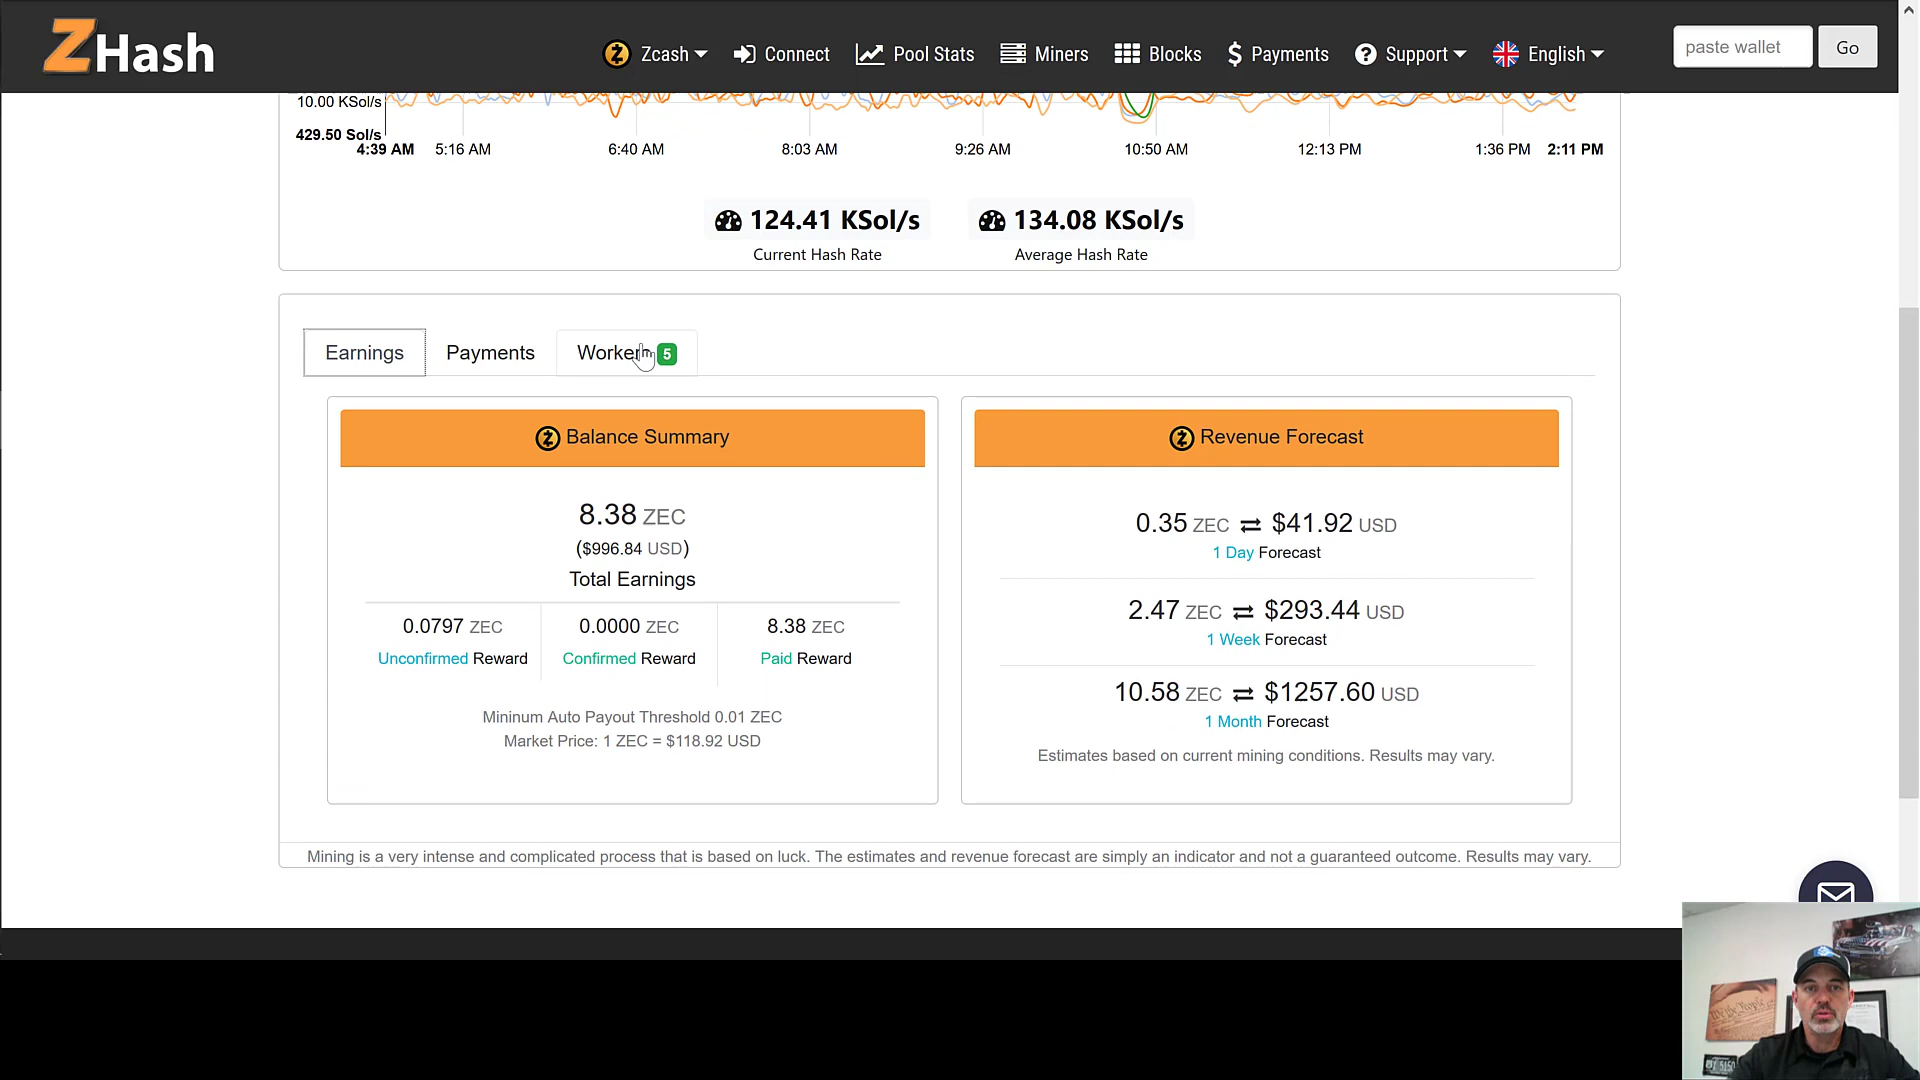 ZHash
Zcash
Connect
Pool Stats
Miners
Blocks
Payments
Support
English
paste wallet
Go
10.00 KSol/s
429.50 Sol/s
4:39 AM 5:16 AM 6:40 AM 8:03 AM 9:26 AM 10:50 AM 12:13 PM 1:36 PM 2:11 PM
124.41 KSol/s
Current Hash Rate
134.08 KSol/s
Average Hash Rate
Earnings
Payments
5
Balance Summary
8.38 ZEC
($996.84 USD)
Total Earnings
0.0797 ZEC
Unconfirmed Reward
0.0000 ZEC
Confirmed Reward
8.38 ZEC
Paid Reward
Mininum Auto Payout Threshold 0.01 ZEC
Market Price: 1 ZEC = $118.92 USD
Revenue Forecast
0.35 ZEC $41.92 USD
1 Day Forecast
2.47 ZEC $293.44 USD
1 Week Forecast
10.58 ZEC $1257.60 USD
1 Month Forecast
Estimates based on current mining conditions. Results may vary.
Mining is a very intense and complicated process that is based on luck. The estimates and revenue forecast are simply an indicator and not a guaranteed outcome. Results may vary.
We the People